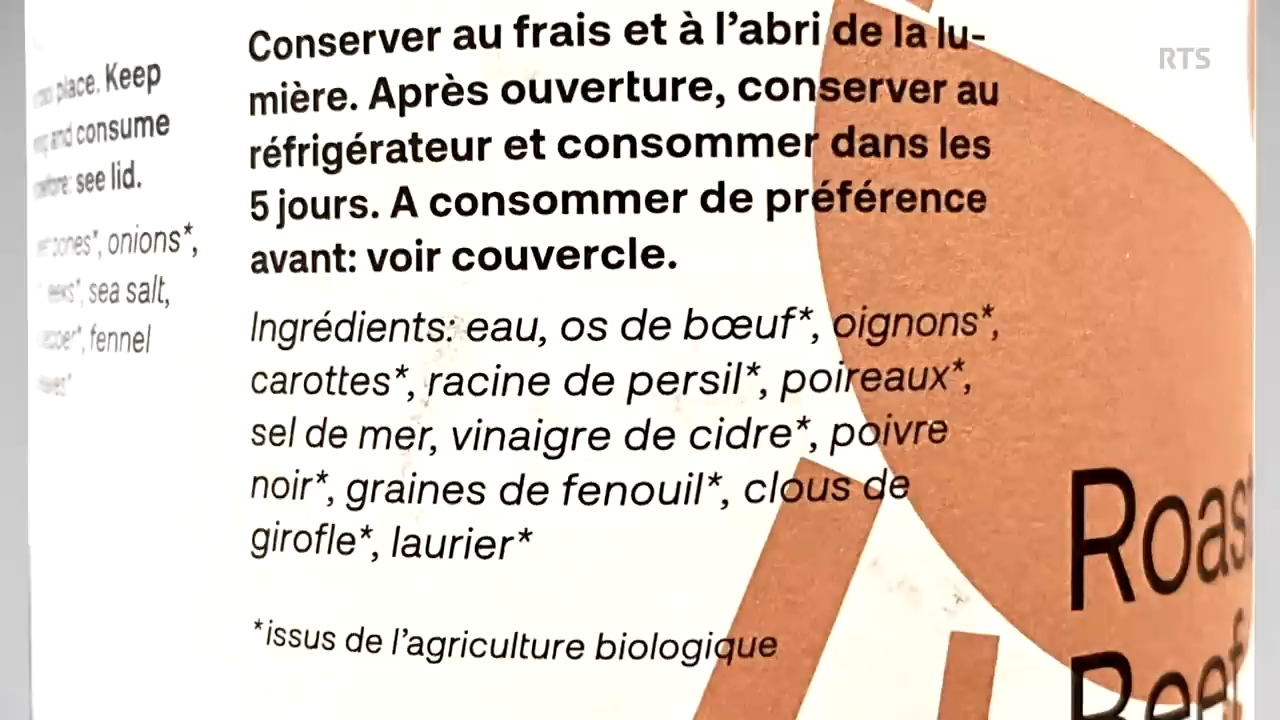 place. Keep
and consume
see lid.
onions*,
sea salt,
fennel
Conserver au frais et à l'abri de la lu-
mière. Après ouverture, conserver au
réfrigérateur et consommer dans les
5 jours. A consommer de préférence
avant: voir couvercle.
Ingrédients: eau, os de bœuf*, oignons*,
carottes*, racine de persil*, poireaux*,
sel de mer, vinaigre de cidre*, poivre
noir*, graines de fenouil*, clous de
girofle*, laurier*
*issus de l'agriculture biologique
RTS
Roast
Beef